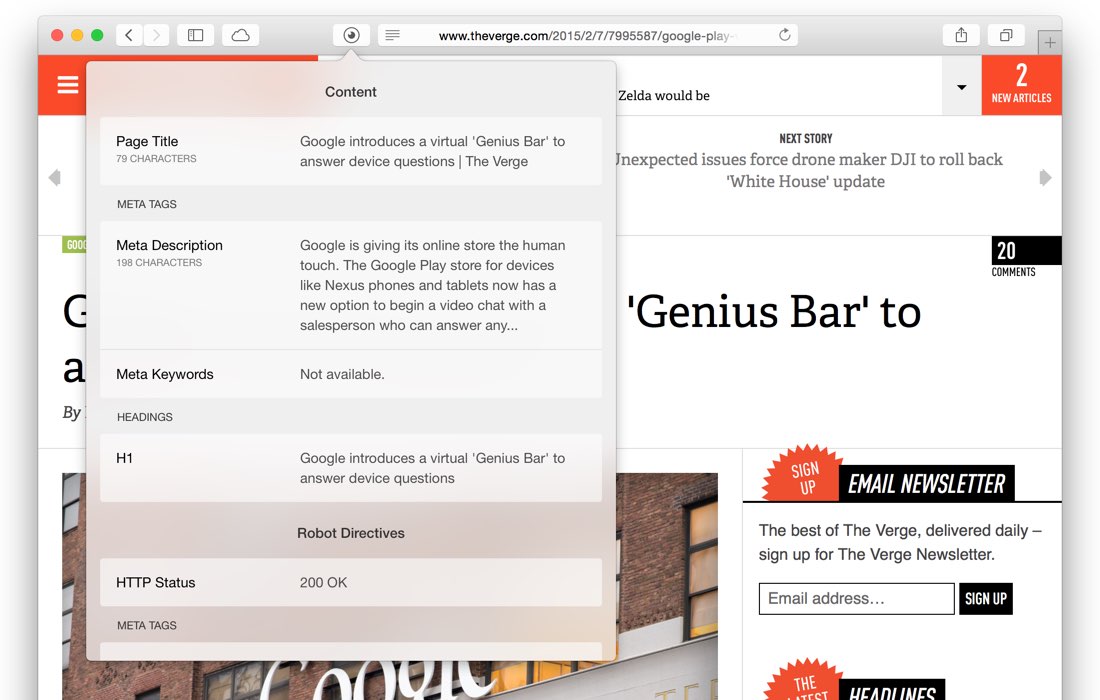 www.theverge.com/2015/2/7/7995587/google-play-
Content
Page Title
79 CHARACTERS
Google introduces a virtual 'Genius Bar' to
answer device questions | The Verge
META TAGS
Meta Description
198 CHARACTERS
Google is giving its online store the human
touch. The Google Play store for devices
like Nexus phones and tablets now has a
new option to begin a video chat with a
salesperson who can answer any...
Meta Keywords
Not available.
HEADINGS
H1
Google introduces a virtual 'Genius Bar' to
answer device questions
Robot Directives
HTTP Status
200 OK
META TAGS
Zelda would be
2
NEW ARTICLES
NEXT STORY
Unexpected issues force drone maker DJI to roll back
'White House' update
GOOG
20
COMMENTS
G
'Genius Bar' to
a
By
SIGN
UP
EMAIL NEWSLETTER
The best of The Verge, delivered daily –
sign up for The Verge Newsletter.
Email address...
SIGN UP
Google
THE
LATEST
HEADLINES